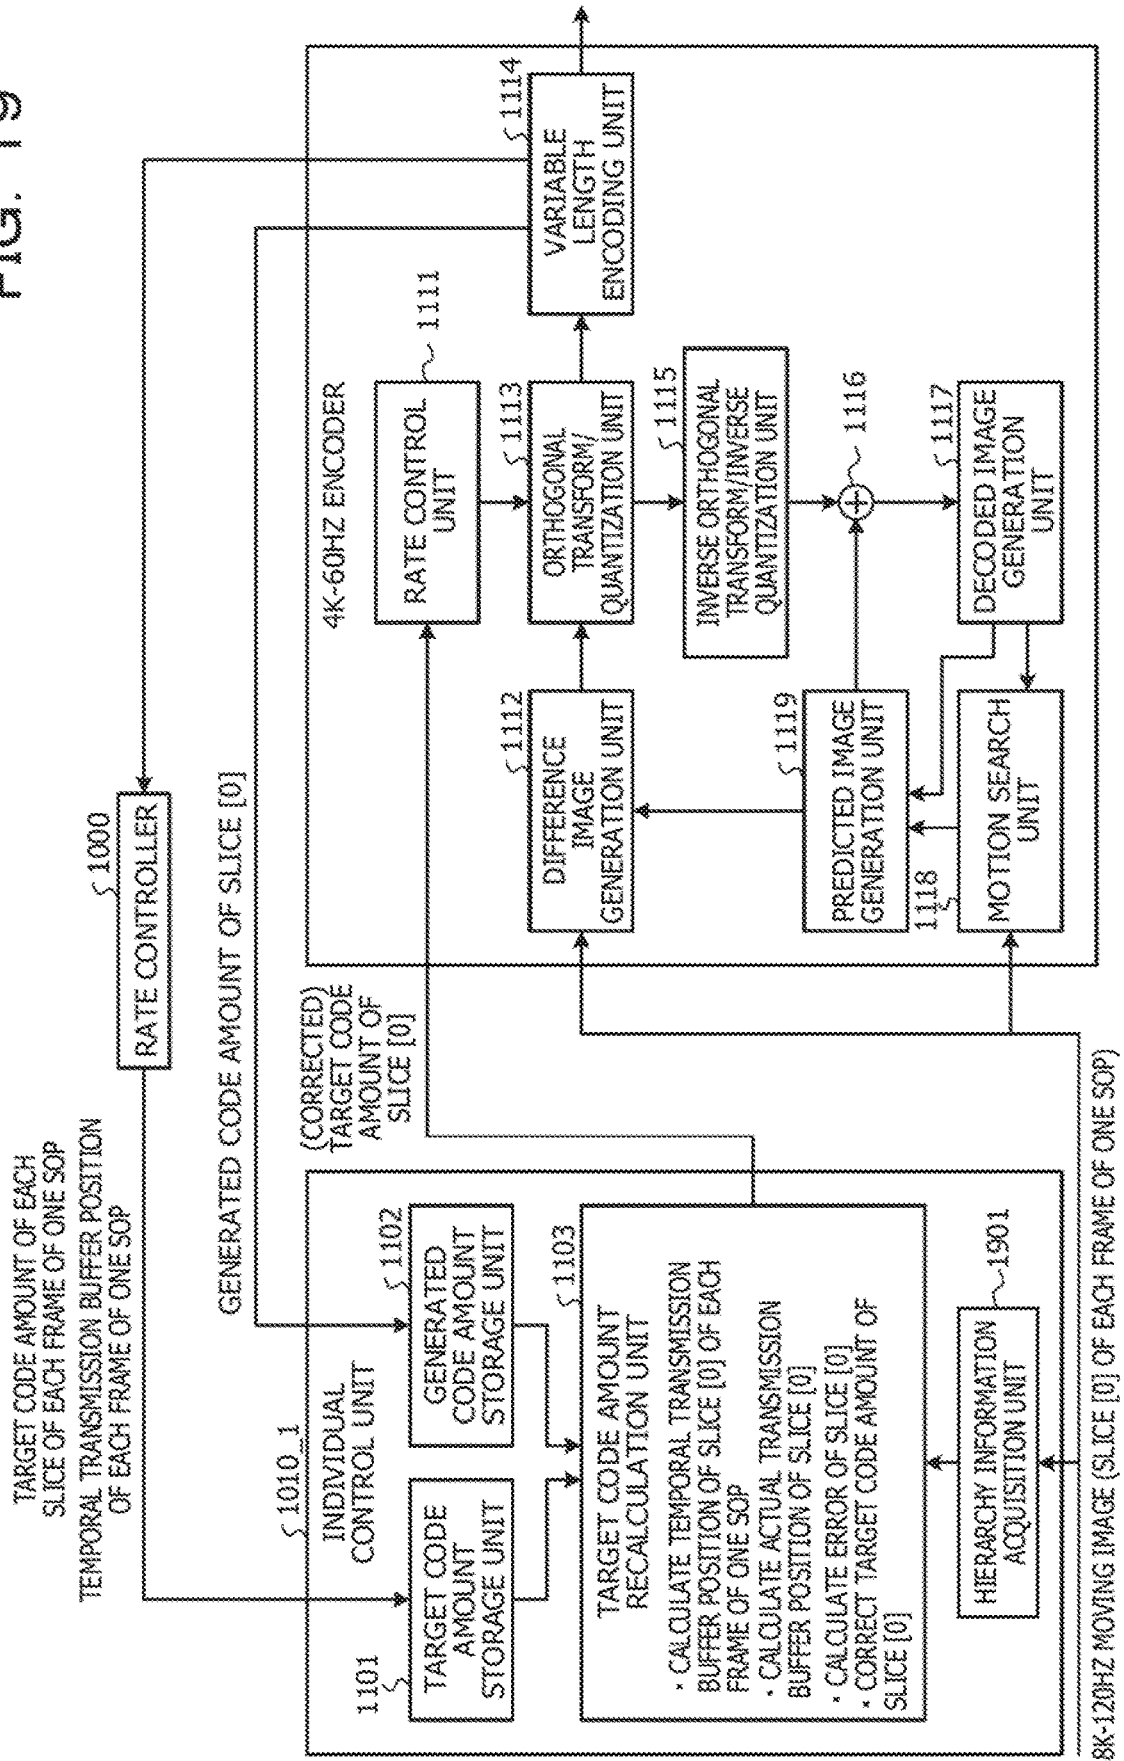 FIG. 19
TARGET CODE AMOUNT OF EACH
SLICE OF EACH FRAME OF ONE SOP
TEMPORAL TRANSMISSION BUFFER POSITION
OF EACH FRAME OF ONE SOP
1000
RATE CONTROLLER
GENERATED CODE AMOUNT OF SLICE [0]
1010_1
INDIVIDUAL
CONTROL UNIT
1101
TARGET CODE
AMOUNT
STORAGE UNIT
1102
GENERATED
CODE AMOUNT
STORAGE UNIT
1103
TARGET CODE AMOUNT
RECALCULATION UNIT
· CALCULATE TEMPORAL TRANSMISSION
BUFFER POSITION OF SLICE [0] OF EACH
FRAME OF ONE SOP
· CALCULATE ACTUAL TRANSMISSION
BUFFER POSITION OF SLICE [0]
· CALCULATE ERROR OF SLICE [0]
· CORRECT TARGET CODE AMOUNT OF
SLICE [0]
1901
HIERARCHY INFORMATION
ACQUISITION UNIT
8K-120HZ MOVING IMAGE (SLICE [0] OF EACH FRAME OF ONE SOP)
(CORRECTED)
TARGET CODE
AMOUNT OF
SLICE [0]
4K-60HZ ENCODER
RATE CONTROL
UNIT
1111
1112
DIFFERENCE
IMAGE
GENERATION UNIT
1113
ORTHOGONAL
TRANSFORM/
QUANTIZATION UNIT
1114
VARIABLE
LENGTH
ENCODING UNIT
1115
INVERSE ORTHOGONAL
TRANSFORM/INVERSE
QUANTIZATION UNIT
1116
1117
DECODED IMAGE
GENERATION
UNIT
1119
PREDICTED IMAGE
GENERATION UNIT
1118
MOTION SEARCH
UNIT